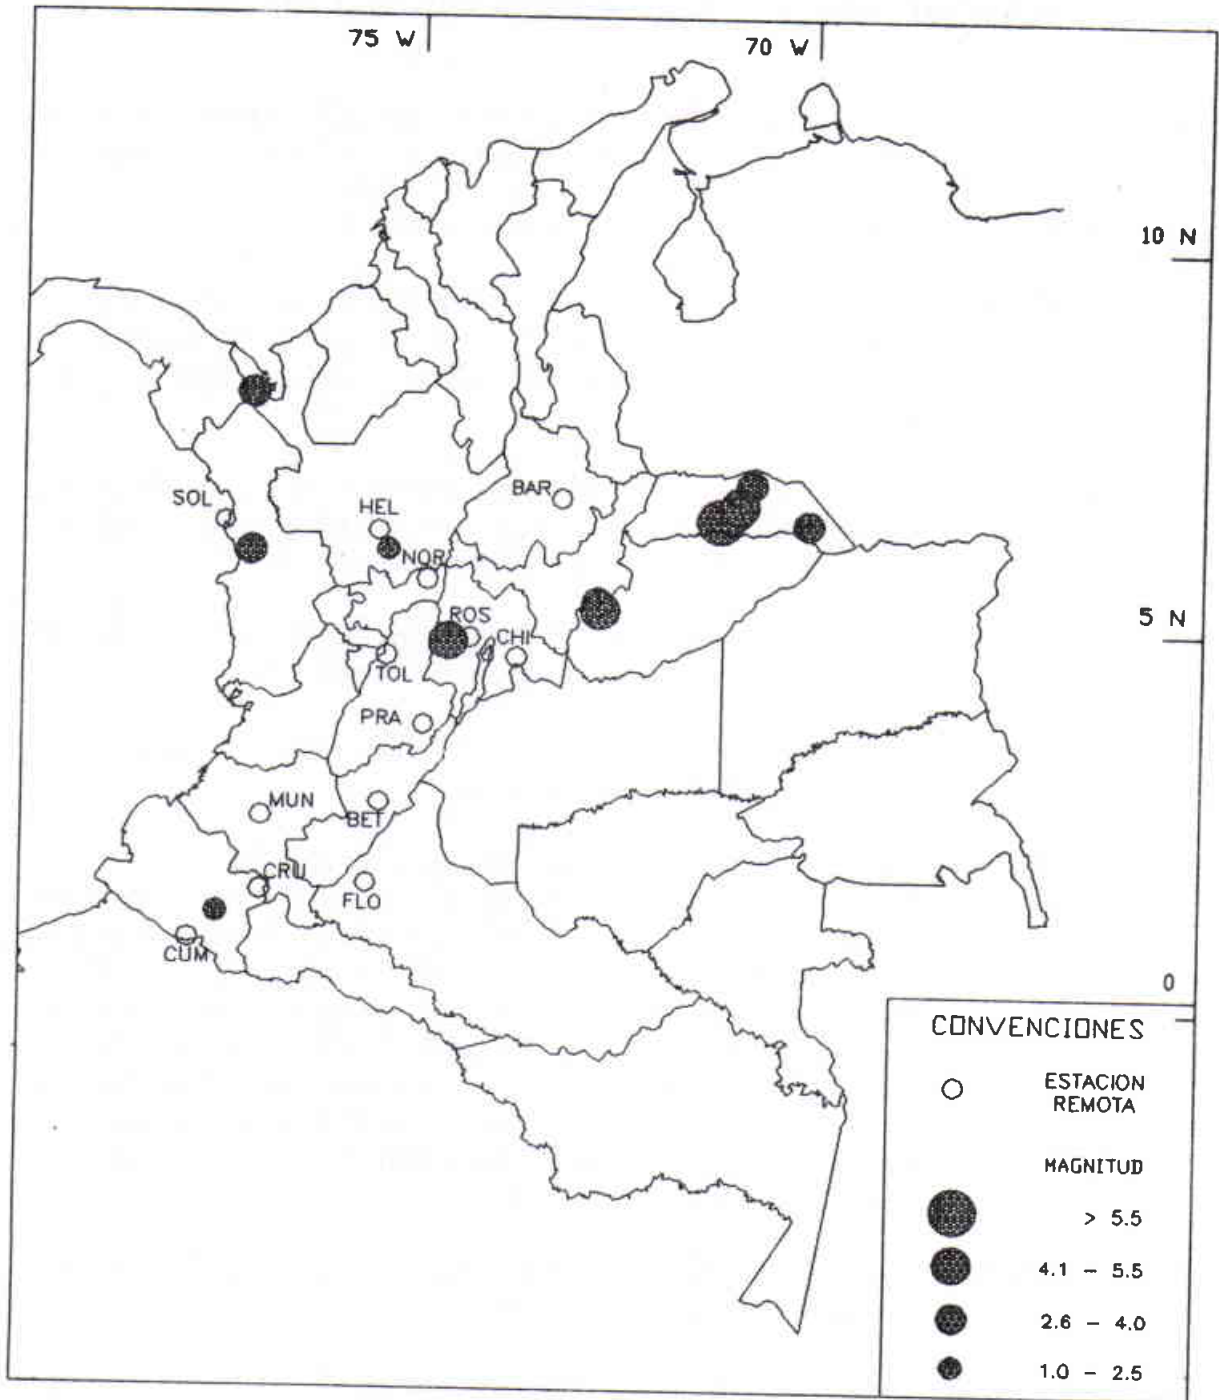 75 W
70 W
10 N
SOL
HEL
BAR
NOR
ROS
CHI
5 N
TOL
PRA
MUN
BET
CRU
FLO
CUM
0
CONVENCIONES
ESTACION
REMOTA
MAGNITUD
> 5.5
4.1 - 5.5
2.6 - 4.0
1.0 - 2.5